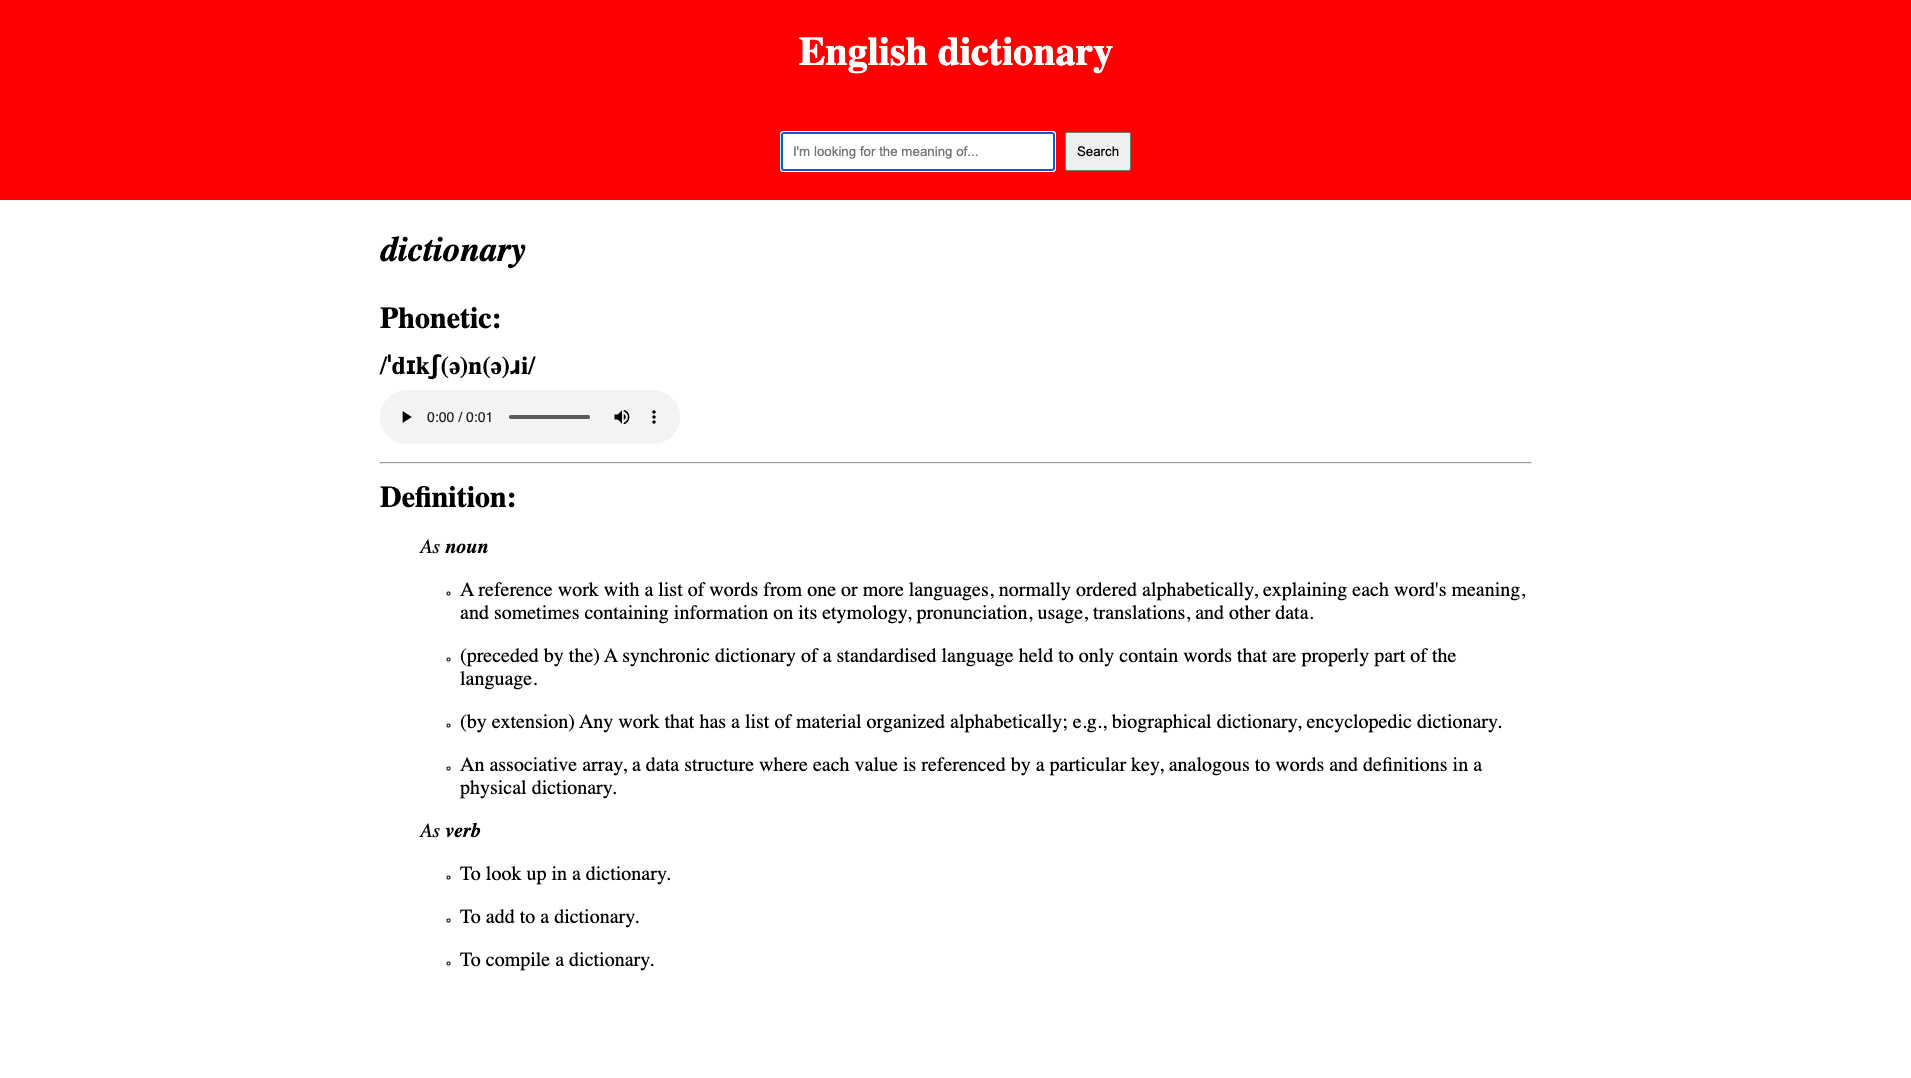 English dictionary
I'm looking for the meaning of...
Search
dictionary
Phonetic:
/ˈdɪkʃ(ə)n(ə)ɹi/
0:00 / 0:01
Definition:
As noun
A reference work with a list of words from one or more languages, normally ordered alphabetically, explaining each word's meaning,
and sometimes containing information on its etymology, pronunciation, usage, translations, and other data.
(preceded by the) A synchronic dictionary of a standardised language held to only contain words that are properly part of the
language.
(by extension) Any work that has a list of material organized alphabetically; e.g., biographical dictionary, encyclopedic dictionary.
An associative array, a data structure where each value is referenced by a particular key, analogous to words and definitions in a
physical dictionary.
As verb
To look up in a dictionary.
To add to a dictionary.
To compile a dictionary.